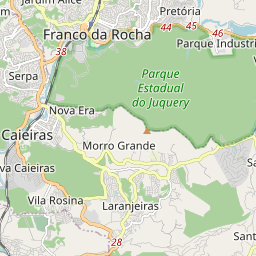 Jardim Alice
Pretória
44
45
46
Franco da Rocha
38
Parque Industri
Serpa
Parque
Estadual
do Juquery
Nova Era
Caieiras
Morro Grande
va Caieiras
San
Vila Rosina
Laranjeiras
28
Sa